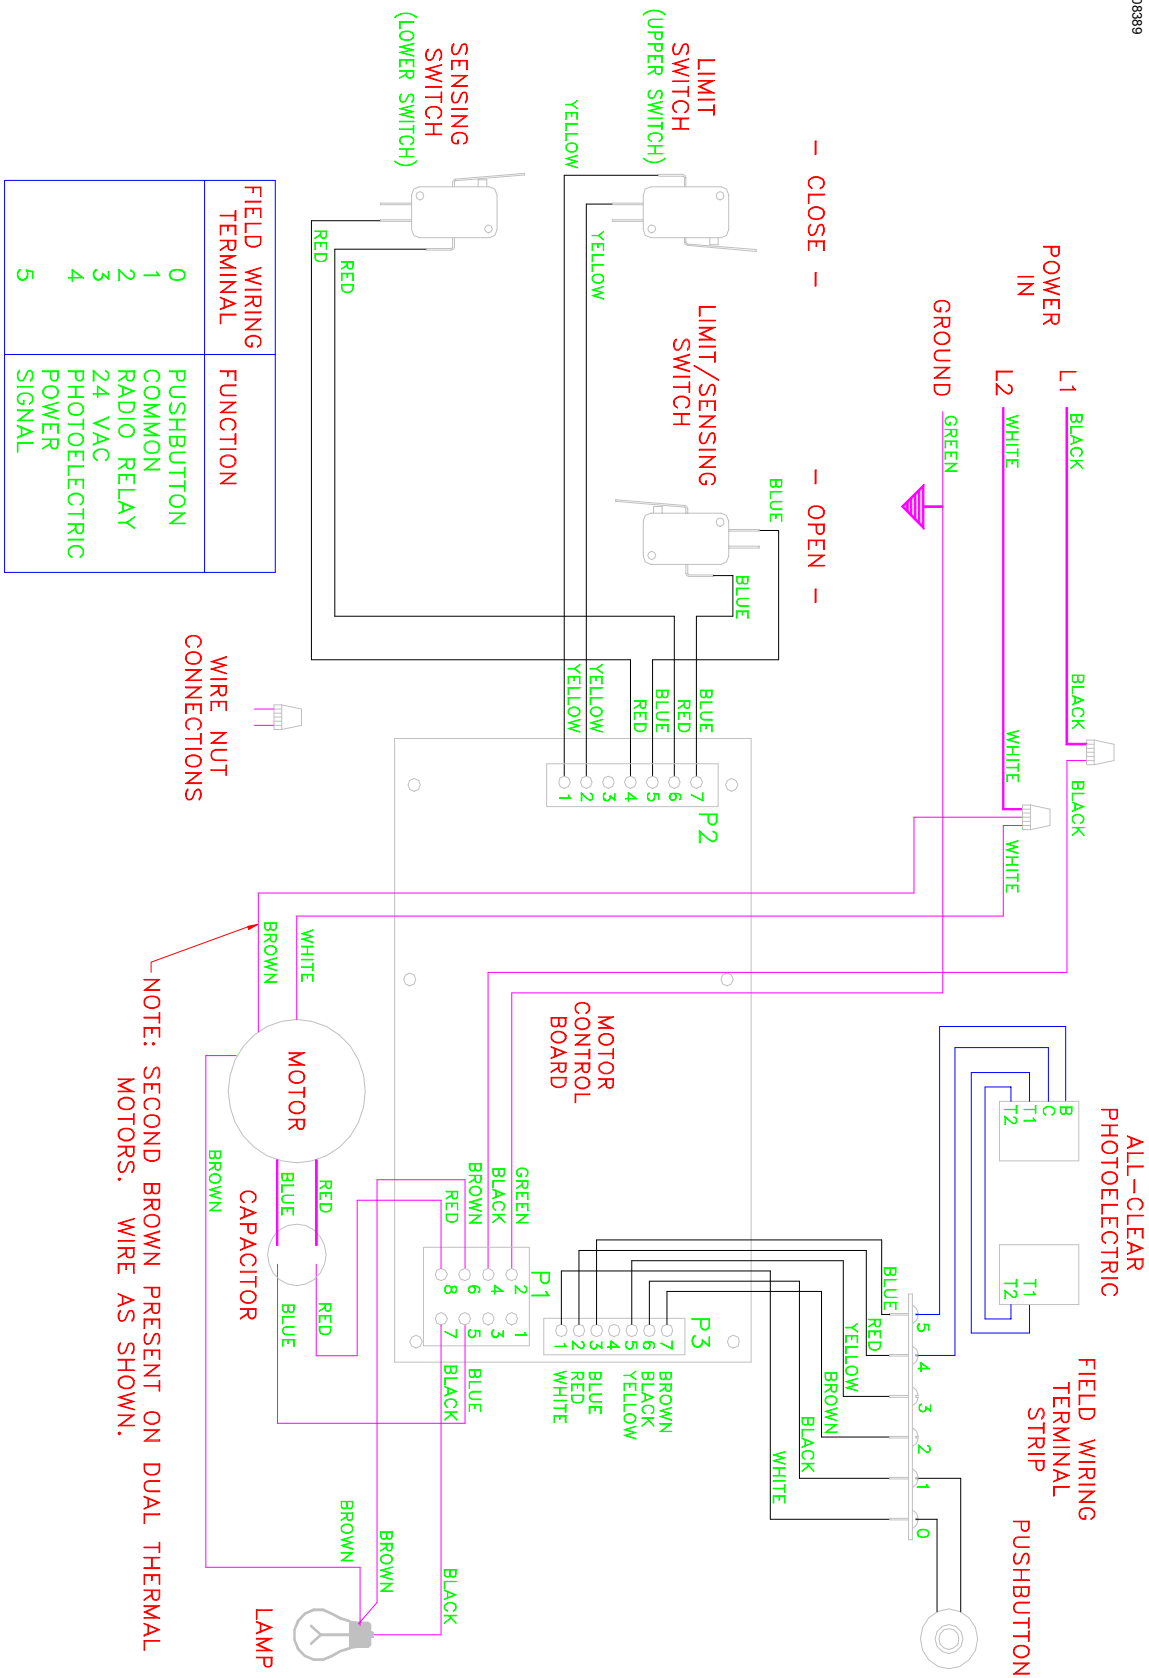 08389
POWER
IN
L1
BLACK
BLACK
BLACK
L2
WHITE
WHITE
WHITE
GROUND
GREEN
- CLOSE -
- OPEN -
LIMIT
SWITCH
(UPPER SWITCH)
YELLOW
YELLOW
LIMIT/SENSING
SWITCH
BLUE
BLUE
SENSING
SWITCH
(LOWER SWITCH)
RED
RED
BLUE
RED
BLUE
RED
YELLOW
YELLOW
P2
7
6
5
4
3
2
1
FIELD WIRING
TERMINAL
FUNCTION
0
PUSHBUTTON
1
COMMON
2
RADIO RELAY
3
24 VAC
4
PHOTOELECTRIC
POWER
5
SIGNAL
WIRE NUT
CONNECTIONS
MOTOR
CONTROL
BOARD
WHITE
BROWN
MOTOR
BROWN
RED
BLUE
CAPACITOR
RED
BLUE
NOTE: SECOND BROWN PRESENT ON DUAL THERMAL
MOTORS. WIRE AS SHOWN.
GREEN
BLACK
BROWN
RED
P1
2
4
6
8
1
3
5
7
BLUE
BLACK
P3
7
6
5
4
3
2
1
BROWN
BLACK
YELLOW
BLUE
RED
WHITE
ALL-CLEAR
PHOTOELECTRIC
B
C
T1
T2
T1
T2
FIELD WIRING
TERMINAL
STRIP
5
4
3
2
1
0
BLUE
RED
YELLOW
BROWN
BLACK
WHITE
PUSHBUTTON
BROWN
BROWN
BLACK
LAMP